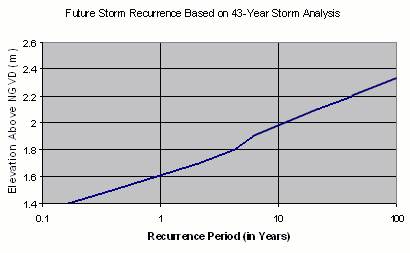 Future Storm Recurrence Based on 43-Year Storm Analysis
Elevation Above NGVD (m)
2.6
2.4
2.2
2
1.8
1.6
1.4
0.1 1 10 100
Recurrence Period (in Years)